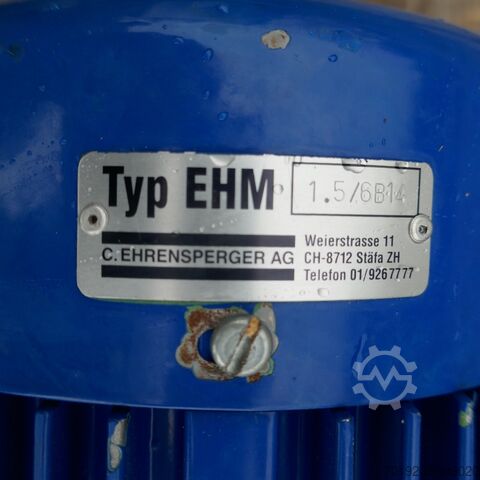 Typ EHM 1.5/6B14
C. EHRENSPERGER AG
Weierstrasse 11
CH-8712 Stäfa ZH
Telefon 01/9267777